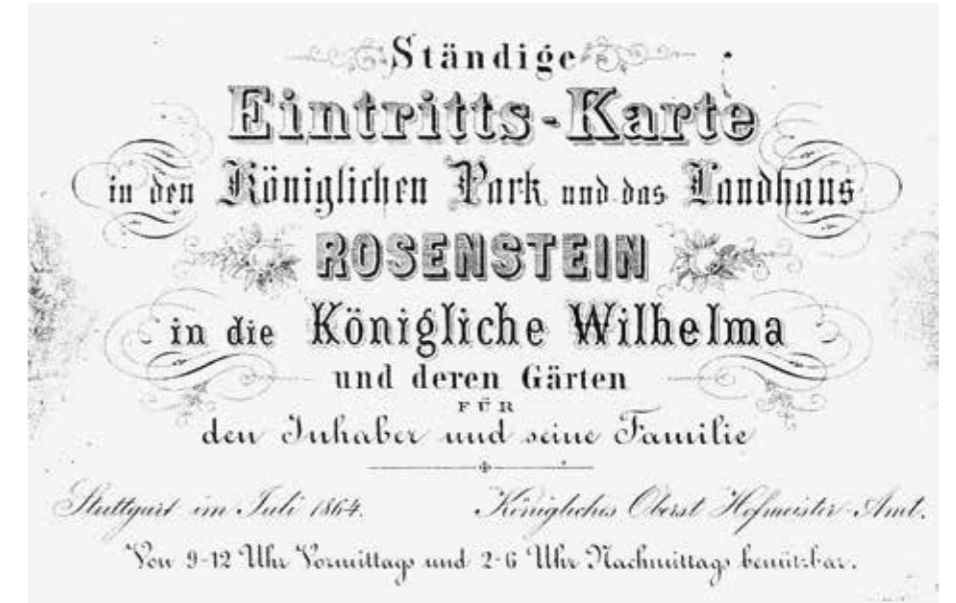 Ständige
Eintritts-Karte
in den Königlichen Park und das Landhaus
ROSENSTEIN
in die Königliche Wilhelma
und deren Gärten
FÜR
den Inhaber und seine Familie
Stuttgart im Juli 1864. Königliches Oberst Hofmeister-Amt.
Von 9-12 Uhr Vormittags und 2-6 Uhr Nachmittags benützbar.